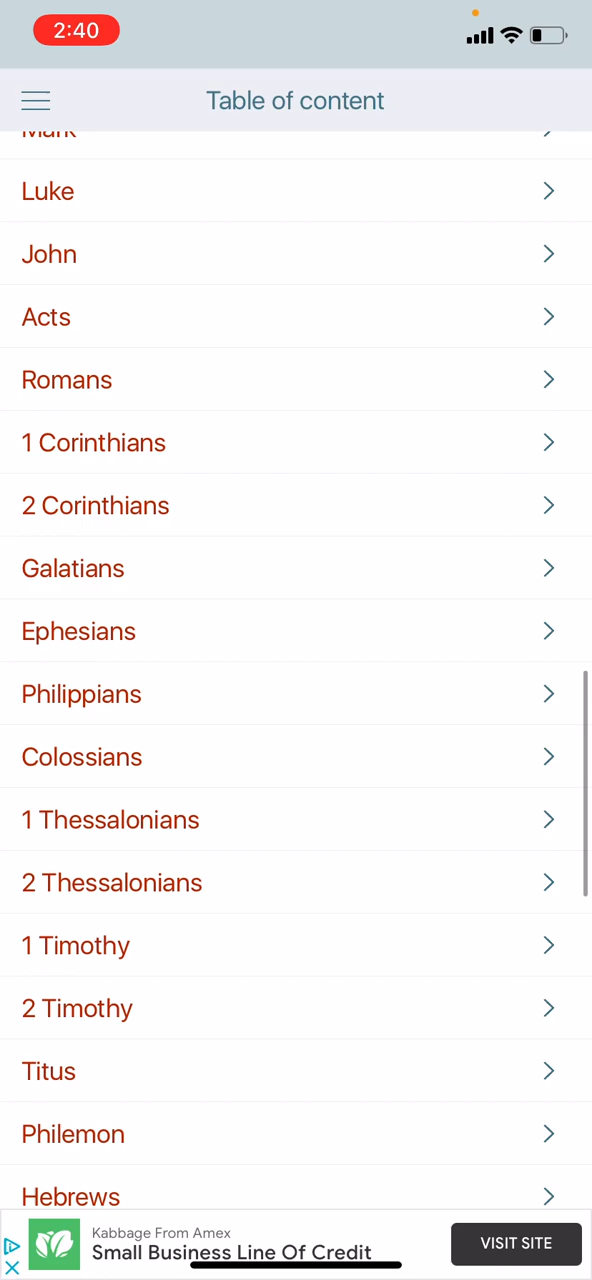 2:40
Table of content
Mark
Luke
John
Acts
Romans
1 Corinthians
2 Corinthians
Galatians
Ephesians
Philippians
Colossians
1 Thessalonians
2 Thessalonians
1 Timothy
2 Timothy
Titus
Philemon
Hebrews
Kabbage From Amex
Small Business Line Of Credit
VISIT SITE